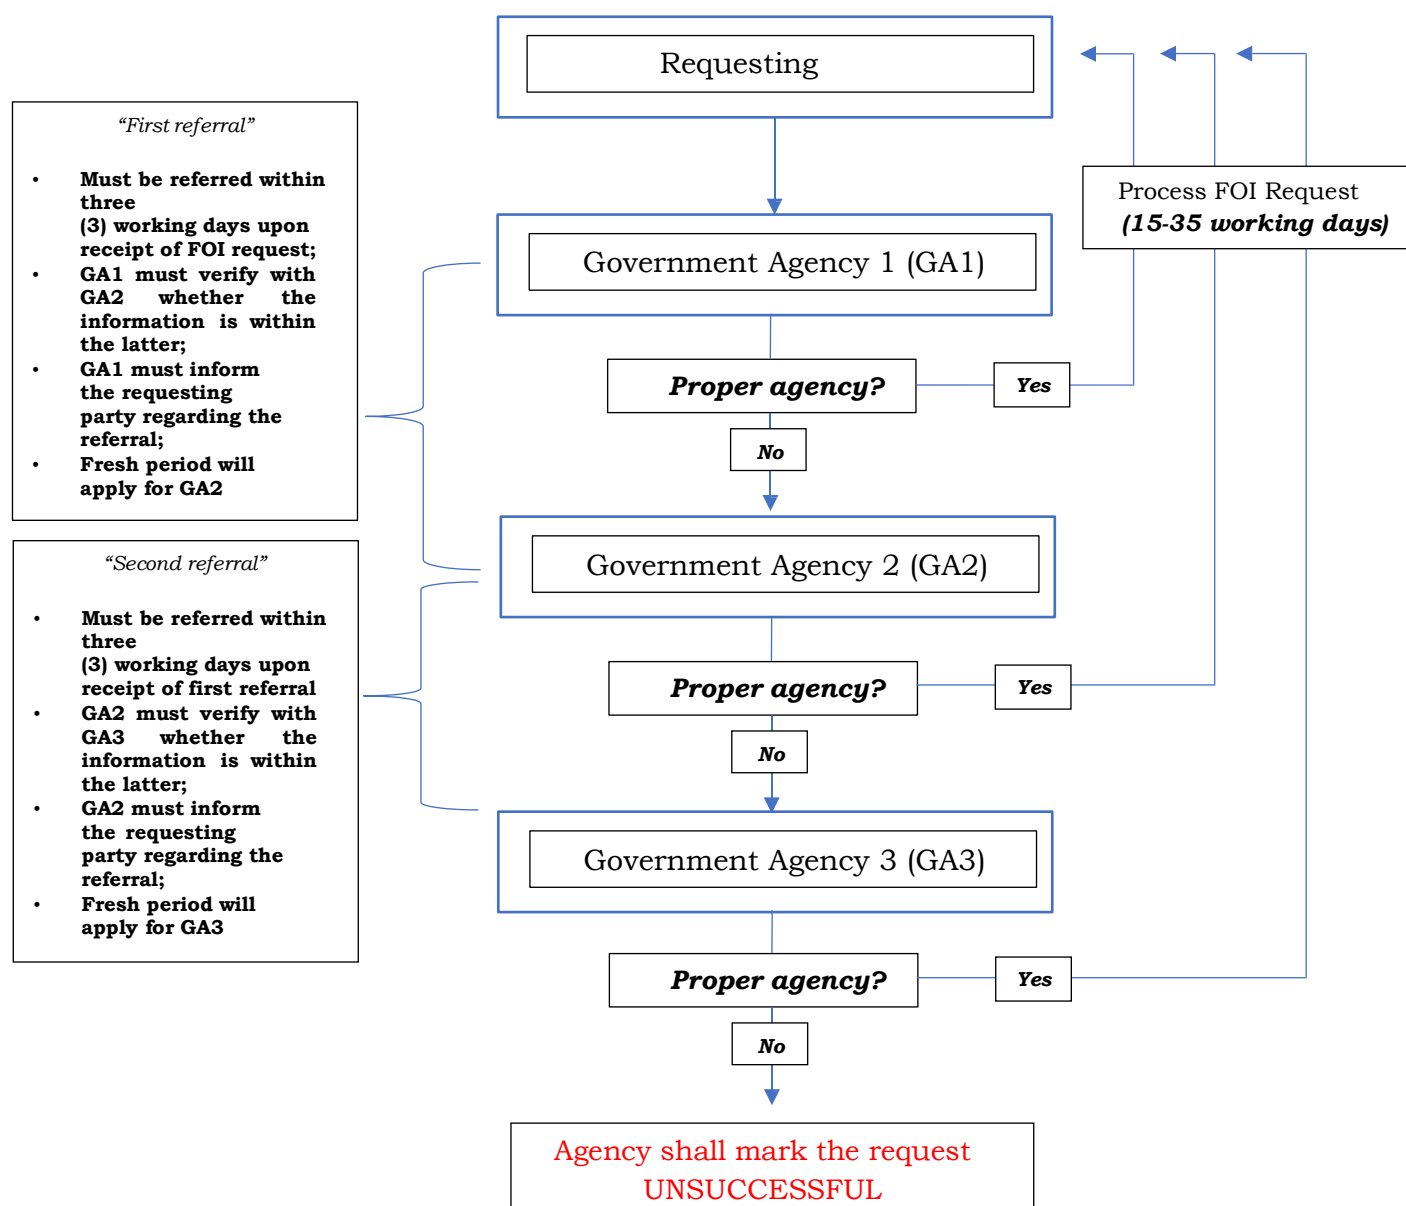 Requesting
“First referral”
• Must be referred within
three
(3) working days upon
receipt of FOI request;
• GA1 must verify with
GA2 whether the
information is within
the latter;
• GA1 must inform
the requesting
party regarding the
referral;
• Fresh period will
apply for GA2
Process FOI Request
(15-35 working days)
Government Agency 1 (GA1)
Proper agency?
Yes
No
Government Agency 2 (GA2)
“Second referral”
• Must be referred within
three
(3) working days upon
receipt of first referral
• GA2 must verify with
GA3 whether the
information is within
the latter;
• GA2 must inform
the requesting
party regarding the
referral;
• Fresh period will
apply for GA3
Proper agency?
Yes
No
Government Agency 3 (GA3)
Proper agency?
Yes
No
Agency shall mark the request
UNSUCCESSFUL